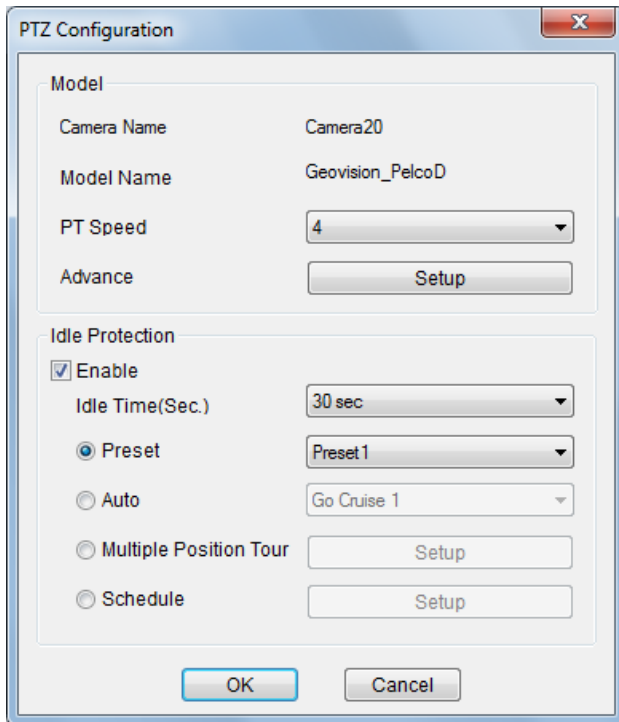 PTZ Configuration
Model
Camera Name Camera20
Model Name Geovision_PelcoD
PT Speed 4
Advance Setup
Idle Protection
Enable
Idle Time(Sec.) 30 sec
Preset Preset1
Auto Go Cruise 1
Multiple Position Tour Setup
Schedule Setup
OK Cancel